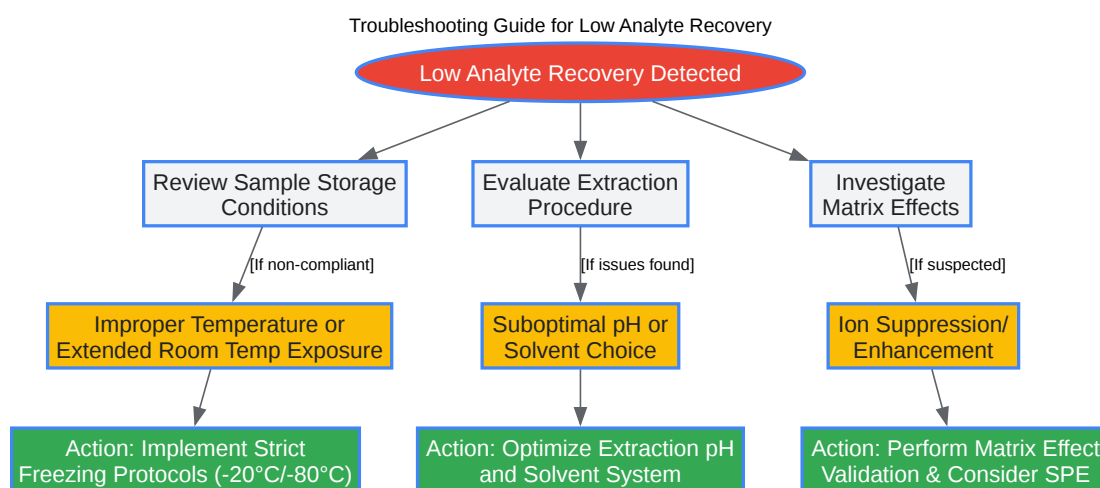 Troubleshooting Guide for Low Analyte Recovery
Low Analyte Recovery Detected
Review Sample Storage
Conditions
Evaluate Extraction
Procedure
Investigate
Matrix Effects
[If non-compliant]
[If issues found]
[If suspected]
Improper Temperature or
Extended Room Temp Exposure
Suboptimal pH or
Solvent Choice
Ion Suppression/
Enhancement
Action: Implement Strict
Freezing Protocols (-20°C/-80°C)
Action: Optimize Extraction pH
and Solvent System
Action: Perform Matrix Effect
Validation & Consider SPE